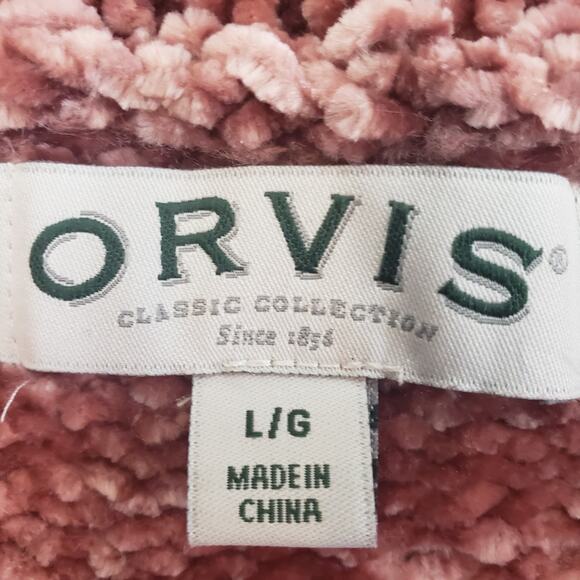 ORVIS®
CLASSIC COLLECTION
Since 1856
L/G
MADE IN
CHINA